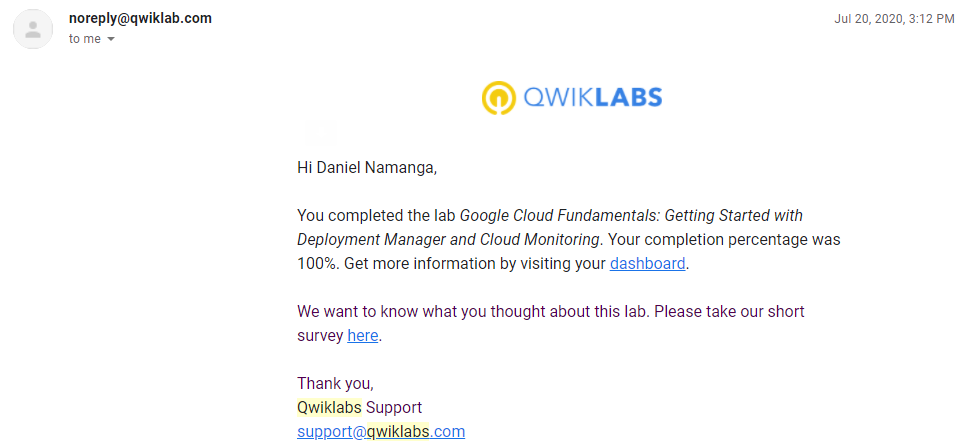 noreply@qwiklab.com
Jul 20, 2020, 3:12 PM
to me
QWIKLABS
Hi Daniel Namanga,
You completed the lab Google Cloud Fundamentals: Getting Started with
Deployment Manager and Cloud Monitoring. Your completion percentage was
100%. Get more information by visiting your dashboard.
We want to know what you thought about this lab. Please take our short
survey here.
Thank you,
Qwiklabs Support
support@qwiklabs.com